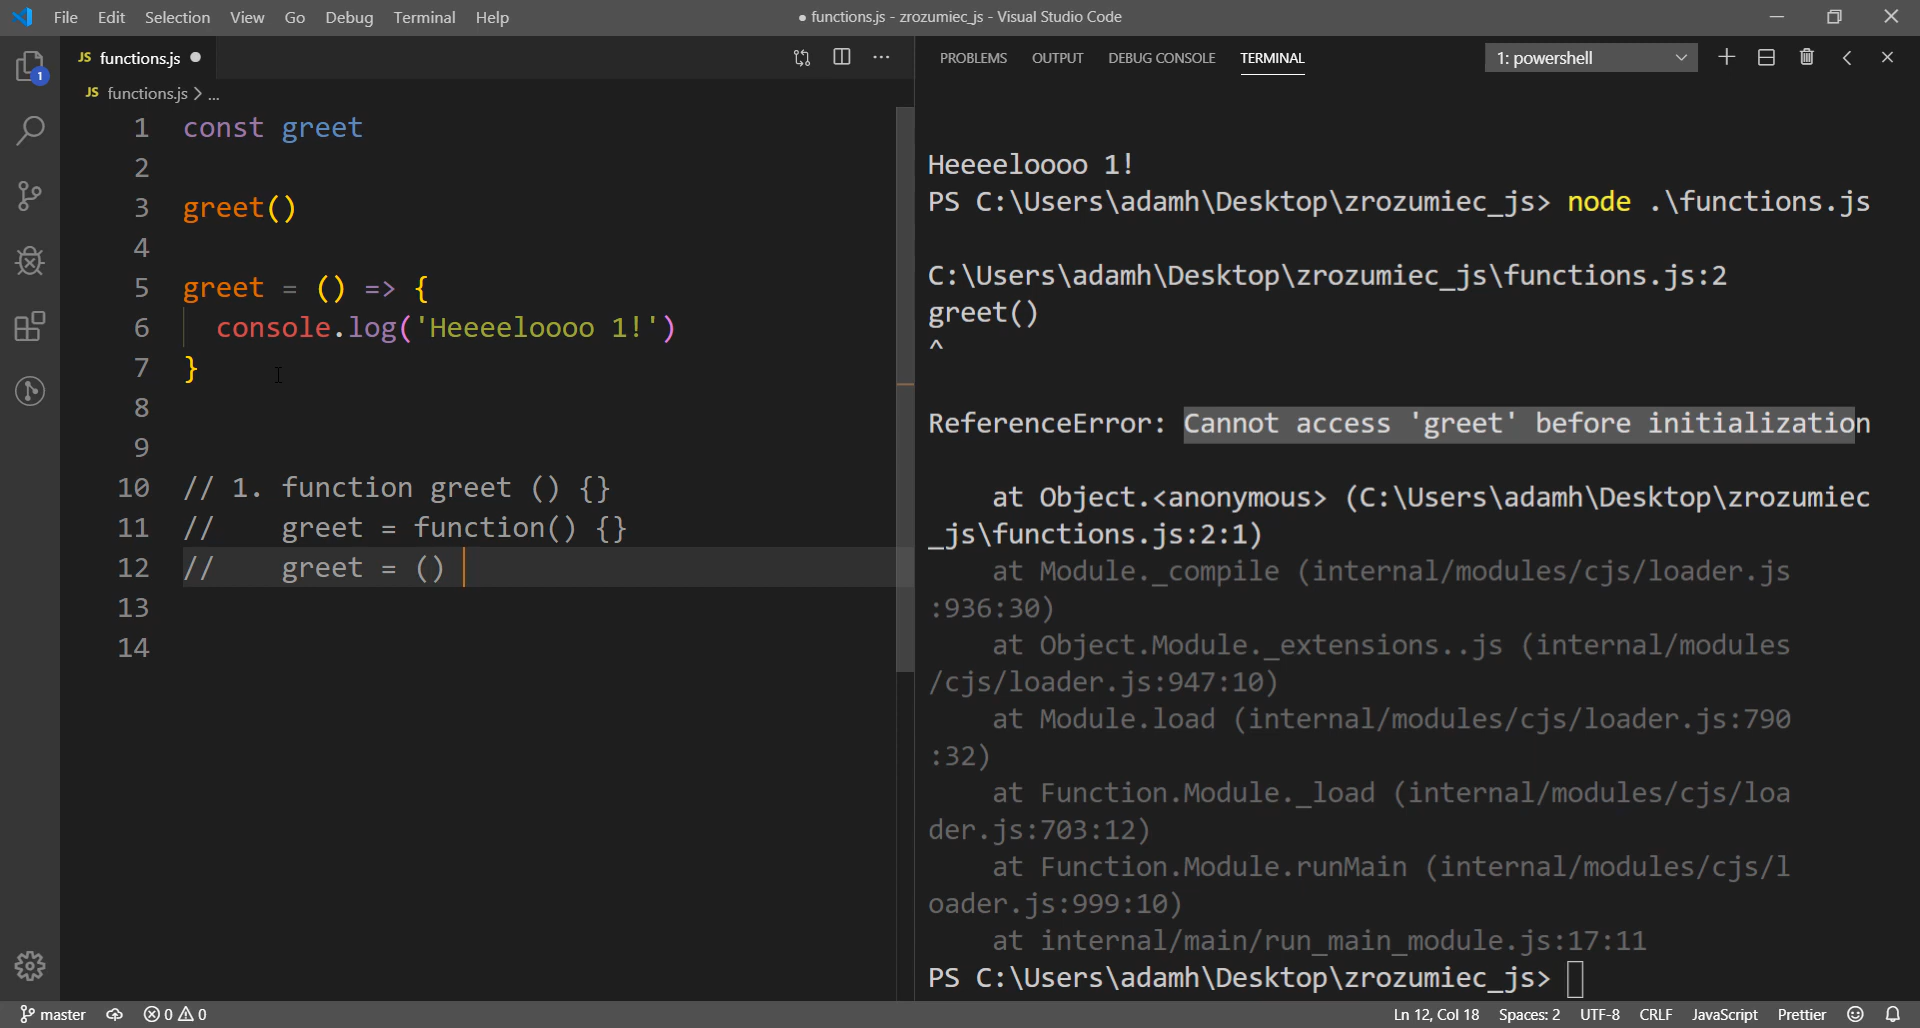 File Edit Selection View Go Debug Terminal Help
● functions.js - zrozumiec_js - Visual Studio Code
JS functions.js ●
JS functions.js > ...
1 const greet
2
3 greet()
4
5 greet = () => {
6 console.log('Heeeeloooo 1!')
7 }
8
9
10 // 1. function greet () {}
11 // greet = function() {}
12 // greet = ()
13
14
PROBLEMS OUTPUT DEBUG CONSOLE TERMINAL
1: powershell
Heeeeloooo 1!
PS C:\Users\adamh\Desktop\zrozumiec_js> node .\functions.js
C:\Users\adamh\Desktop\zrozumiec_js\functions.js:2
greet()
^
ReferenceError: Cannot access 'greet' before initialization
at Object.<anonymous> (C:\Users\adamh\Desktop\zrozumiec
_js\functions.js:2:1)
at Module._compile (internal/modules/cjs/loader.js
:936:30)
at Object.Module._extensions..js (internal/modules
/cjs/loader.js:947:10)
at Module.load (internal/modules/cjs/loader.js:790
:32)
at Function.Module._load (internal/modules/cjs/loa
der.js:703:12)
at Function.Module.runMain (internal/modules/cjs/l
oader.js:999:10)
at internal/main/run_main_module.js:17:11
PS C:\Users\adamh\Desktop\zrozumiec_js>
1
master 0 0
Ln 12, Col 18 Spaces: 2 UTF-8 CRLF JavaScript Prettier